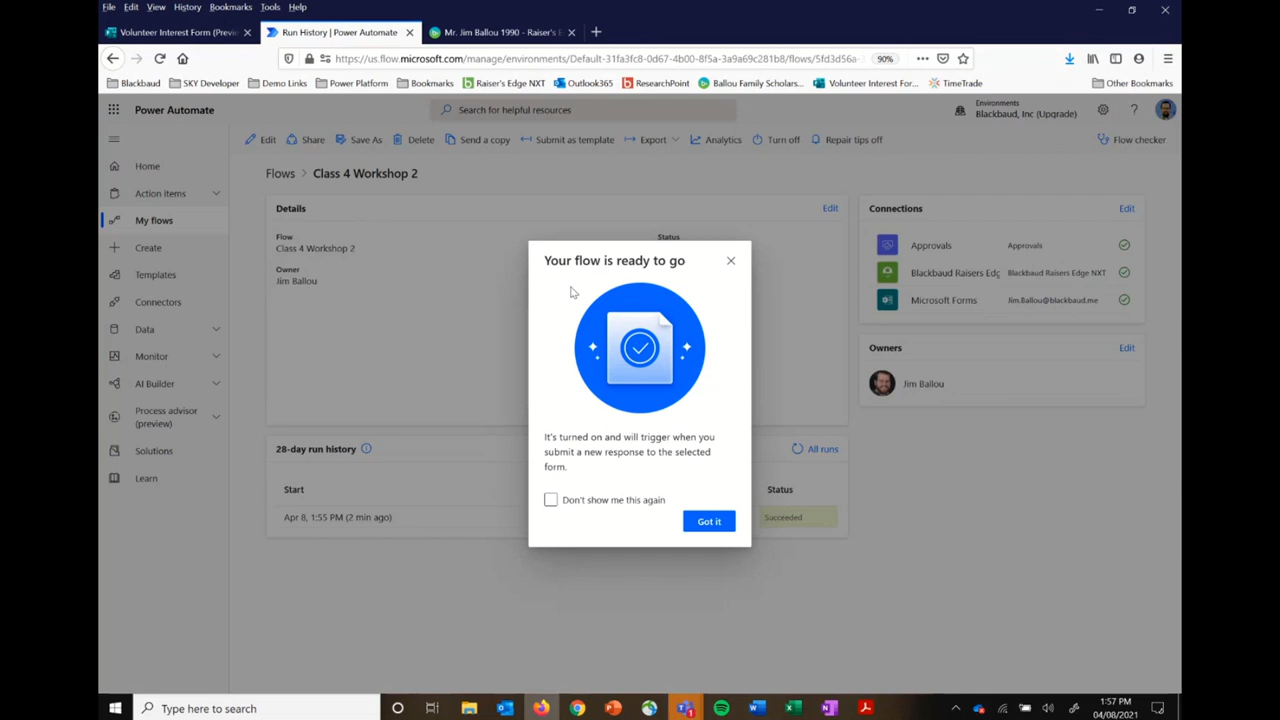 File Edit View History Bookmarks Tools Help
Volunteer Interest Form (Previe
Run History | Power Automate
Mr. Jim Ballou 1990 - Raiser's E
https://us.flow.microsoft.com/manage/environments/Default-31fa3fc8-0d67-4b00-8f5a-3a9a69c281b8/flows/5fd3d56a-
90%
Blackbaud
SKY Developer
Demo Links
Power Platform
Bookmarks
Raiser's Edge NXT
Outlook365
ResearchPoint
Ballou Family Scholars...
Volunteer Interest For...
TimeTrade
Other Bookmarks
Power Automate
Search for helpful resources
Environments
Blackbaud, Inc (Upgrade)
Edit
Share
Save As
Delete
Send a copy
Submit as template
Export
Analytics
Turn off
Repair tips off
Flow checker
Home
Action items
My flows
Create
Templates
Connectors
Data
Monitor
AI Builder
Process advisor
(preview)
Solutions
Learn
Flows > Class 4 Workshop 2
Details
Edit
Flow
Class 4 Workshop 2
Status
Owner
Jim Ballou
28-day run history
All runs
Start
Status
Apr 8, 1:55 PM (2 min ago)
Succeeded
Your flow is ready to go
It's turned on and will trigger when you
submit a new response to the selected
form.
Don't show me this again
Got it
Connections
Edit
Approvals
Approvals
Blackbaud Raisers Edg
Blackbaud Raisers Edge NXT
Microsoft Forms
Jim.Ballou@blackbaud.me
Owners
Edit
Jim Ballou
Type here to search
1:57 PM
04/08/2021